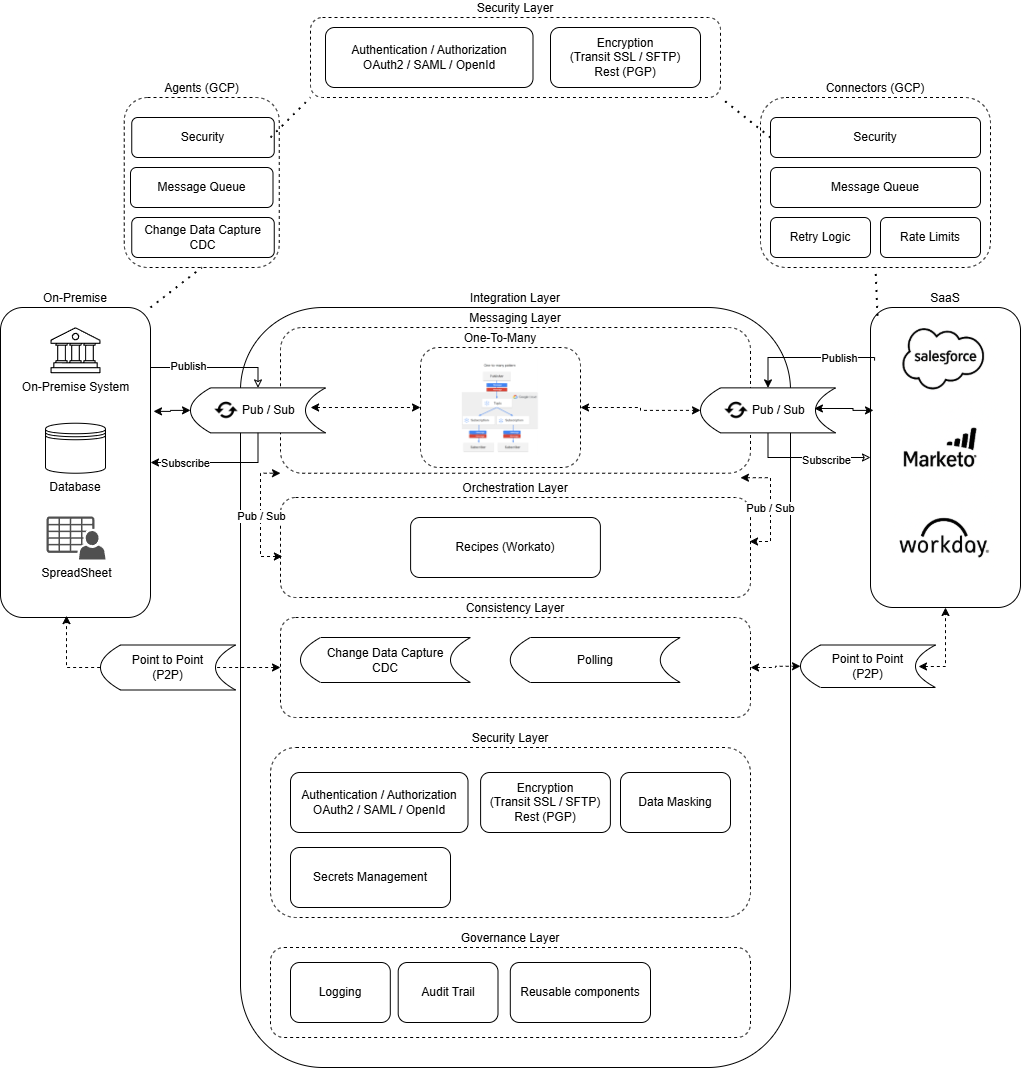 Security Layer
Authentication / Authorization
OAuth2 / SAML / OpenId
Encryption
(Transit SSL / SFTP)
Rest (PGP)
Agents (GCP)
Security
Message Queue
Change Data Capture
CDC
Connectors (GCP)
Security
Message Queue
Retry Logic
Rate Limits
On-Premise
On-Premise System
Database
SpreadSheet
Integration Layer
Messaging Layer
One-To-Many
Publish
Pub / Sub
Subscribe
Publish
Pub / Sub
Subscribe
SaaS
salesforce
Marketo
workday.
Pub / Sub
Pub / Sub
Orchestration Layer
Recipes (Workato)
Consistency Layer
Point to Point
(P2P)
Change Data Capture
CDC
Polling
Point to Point
(P2P)
Security Layer
Authentication / Authorization
OAuth2 / SAML / OpenId
Encryption
(Transit SSL / SFTP)
Rest (PGP)
Data Masking
Secrets Management
Governance Layer
Logging
Audit Trail
Reusable components